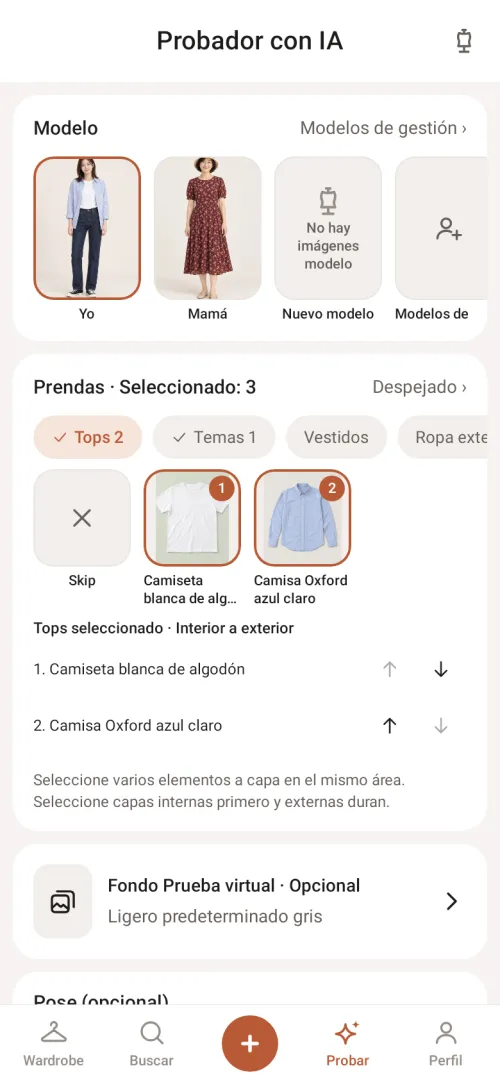 Probador con IA
Modelo
Modelos de gestión ›
No hay
imágenes
modelo
Yo
Mamá
Nuevo modelo
Modelos de
Prendas · Seleccionado: 3
Despejado ›
Tops 2
Temas 1
Vestidos
Ropa exte
1
2
Skip
Camiseta
blanca de alg...
Camisa Oxford
azul claro
Tops seleccionado · Interior a exterior
1. Camiseta blanca de algodón
2. Camisa Oxford azul claro
Seleccione varios elementos a capa en el mismo área.
Seleccione capas internas primero y externas duran.
Fondo Prueba virtual · Opcional
Ligero predeterminado gris
Pose (opcional)
Wardrobe
Buscar
Probar
Perfil